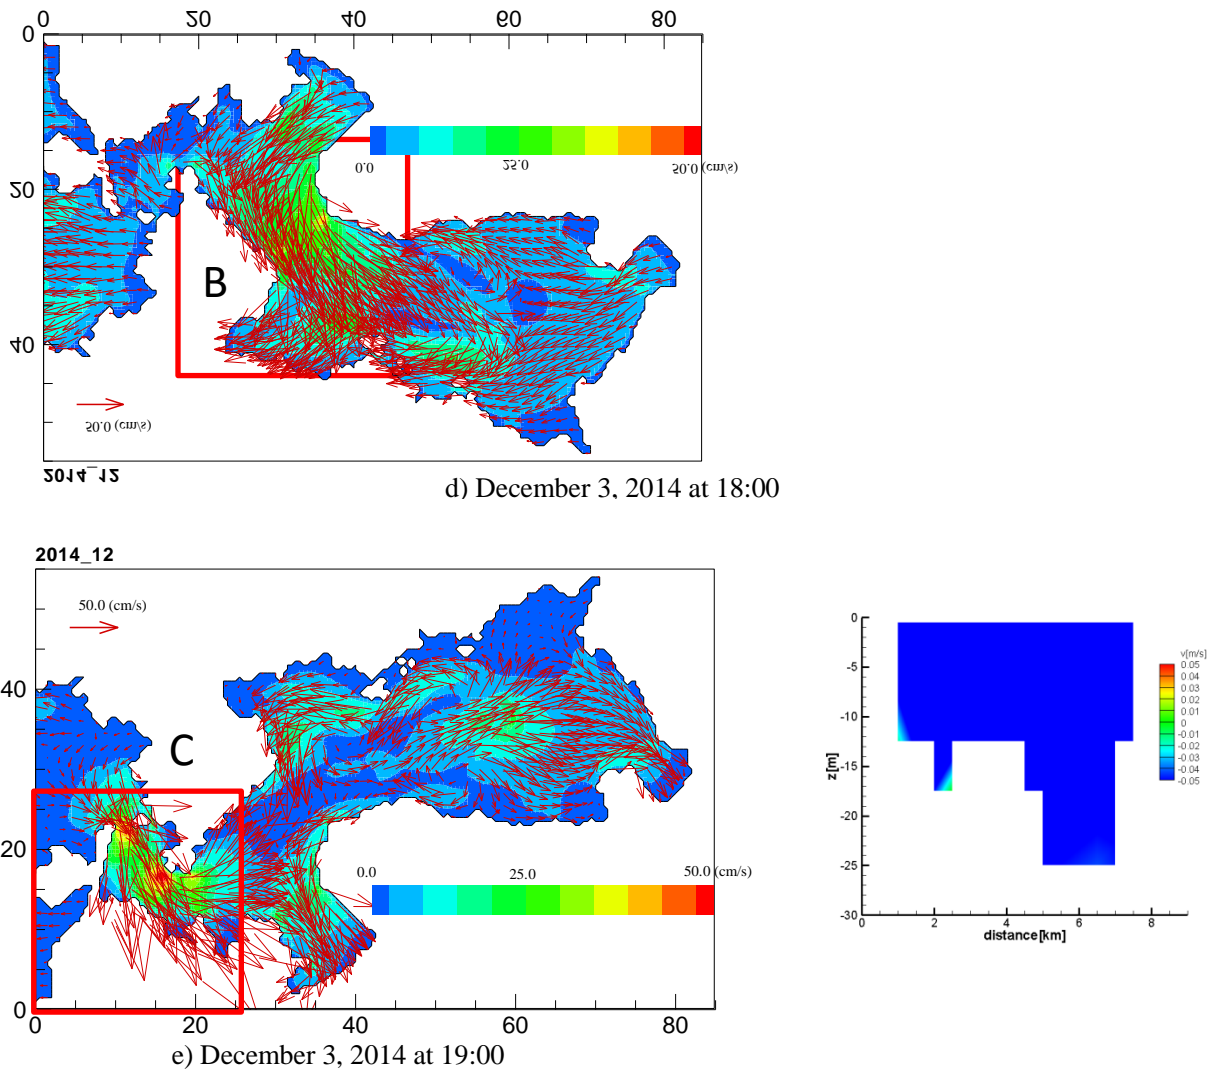 0 20 40 60 80
0
20
40
0.0 25.0 50.0 (cm/s)
B
50.0 (cm/s)
2014_12
d) December 3, 2014 at 18:00
2014_12
50.0 (cm/s)
40
20
0
C
0.0 25.0 50.0 (cm/s)
0 20 40 60 80
e) December 3, 2014 at 19:00
0
-5
-10
-15
-20
-25
-30
z[m]
0 2 4 6 8
distance[km]
v[m/s]
0.05
0.04
0.03
0.02
0.01
0
-0.01
-0.02
-0.03
-0.04
-0.05